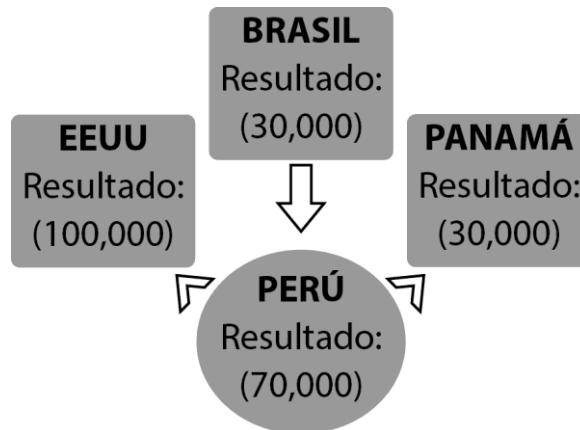 BRASIL
Resultado:
(30,000)
EEUU
Resultado:
(100,000)
PANAMÁ
Resultado:
(30,000)
PERÚ
Resultado:
(70,000)